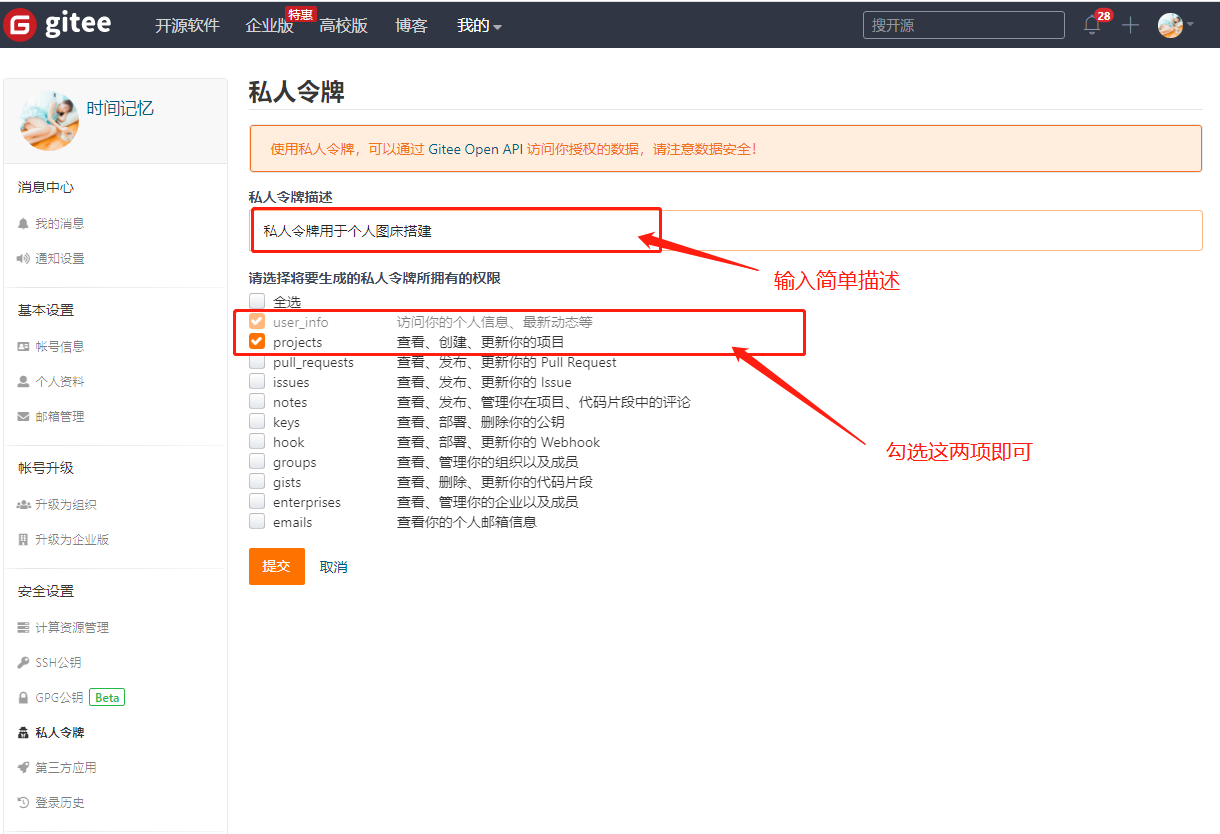 gitee 开源软件 企业版 特惠 高校版 博客 我的 搜开源 28
时间记忆
消息中心
我的消息
通知设置
基本设置
帐号信息
个人资料
邮箱管理
帐号升级
升级为组织
升级为企业版
安全设置
计算资源管理
SSH公钥
GPG公钥 Beta
私人令牌
第三方应用
登录历史
私人令牌
使用私人令牌，可以通过 Gitee Open API 访问你授权的数据，请注意数据安全！
私人令牌描述
私人令牌用于个人图床搭建
输入简单描述
请选择将要生成的私人令牌所拥有的权限
全选
user_info 访问你的个人信息、最新动态等
projects 查看、创建、更新你的项目
pull_requests 查看、发布、更新你的 Pull Request
issues 查看、发布、更新你的 Issue
notes 查看、发布、管理你在项目、代码片段中的评论
keys 查看、部署、删除你的公钥
hook 查看、部署、更新你的 Webhook
groups 查看、管理你的组织以及成员
gists 查看、删除、更新你的代码片段
enterprises 查看、管理你的企业以及成员
emails 查看你的个人邮箱信息
勾选这两项即可
提交 取消